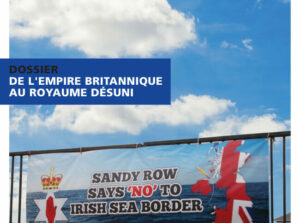 DOSSIER
DE L'EMPIRE BRITANNIQUE
AU ROYAUME DÉSUNI
SANDY ROW
SAYS 'NO' TO
IRISH SEA BORDER